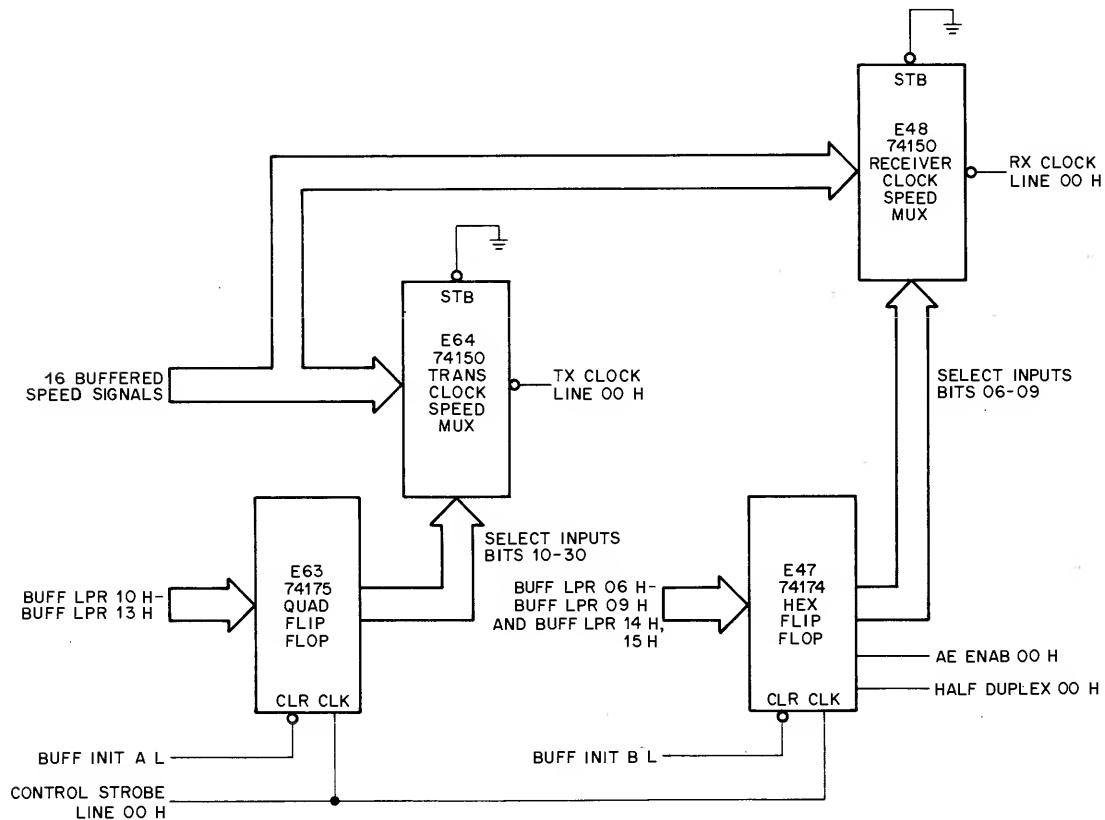 STB
E48
74150
RECEIVER
CLOCK
SPEED
MUX
RX CLOCK
LINE 00 H
STB
E64
74150
TRANS
CLOCK
SPEED
MUX
16 BUFFERED
SPEED SIGNALS
TX CLOCK
LINE 00 H
SELECT INPUTS
BITS 06-09
SELECT INPUTS
BITS 10-30
BUFF LPR 10 H-
BUFF LPR 13 H
E63
74175
QUAD
FLIP
FLOP
CLR CLK
BUFF LPR 06 H-
BUFF LPR 09 H
AND BUFF LPR 14 H,
15 H
E47
74174
HEX
FLIP
FLOP
CLR CLK
AE ENAB 00 H
HALF DUPLEX 00 H
BUFF INIT A L
BUFF INIT B L
CONTROL STROBE
LINE 00 H